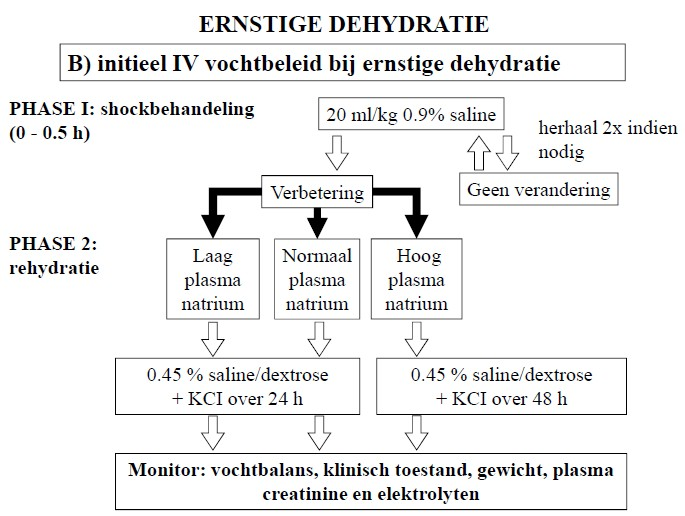 ERNSTIGE DEHYDRATIE
B) initieel IV vochtbeleid bij ernstige dehydratie
PHASE I: shockbehandeling
(0 - 0.5 h)
20 ml/kg 0.9% saline
herhaal 2x indien
nodig
Verbetering
Geen verandering
PHASE 2:
rehydratie
Laag
plasma
natrium
Normaal
plasma
natrium
Hoog
plasma
natrium
0.45 % saline/dextrose
+ KCI over 24 h
0.45 % saline/dextrose
+ KCI over 48 h
Monitor: vochtbalans, klinisch toestand, gewicht, plasma
creatinine en elektrolyten